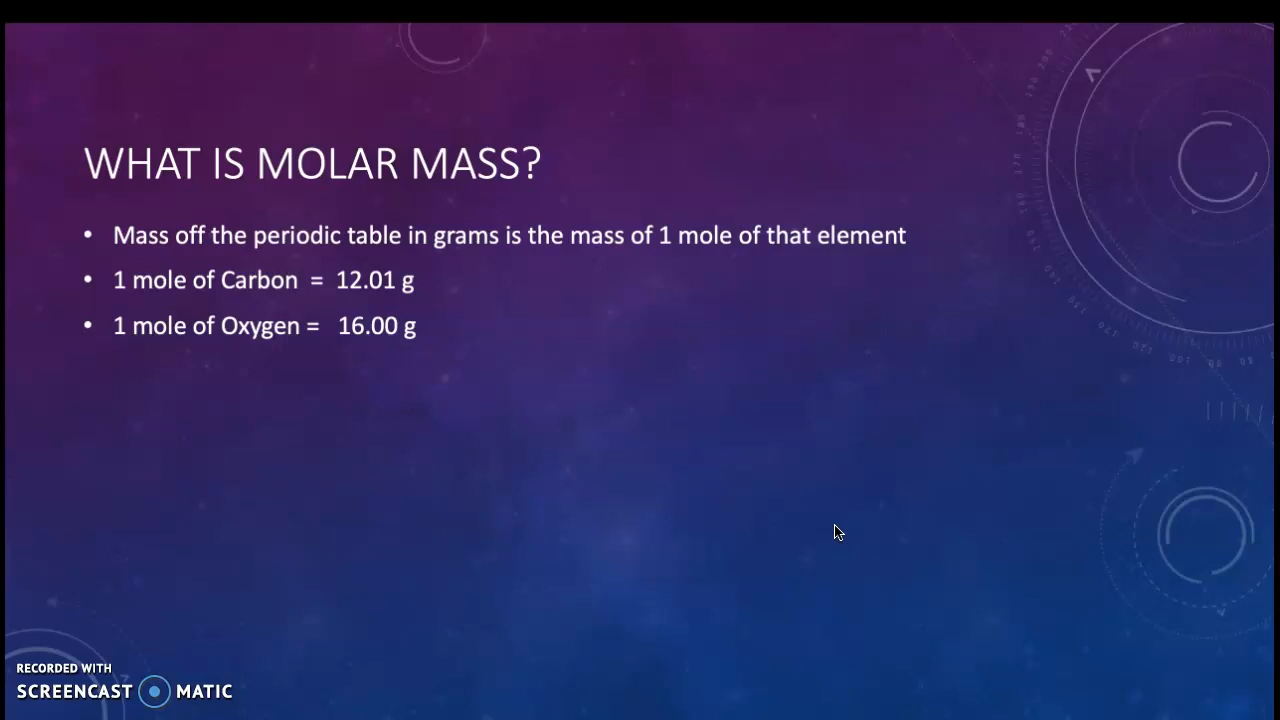 WHAT IS MOLAR MASS?
• Mass off the periodic table in grams is the mass of 1 mole of that element
• 1 mole of Carbon = 12.01 g
• 1 mole of Oxygen = 16.00 g
RECORDED WITH
SCREENCAST MATIC